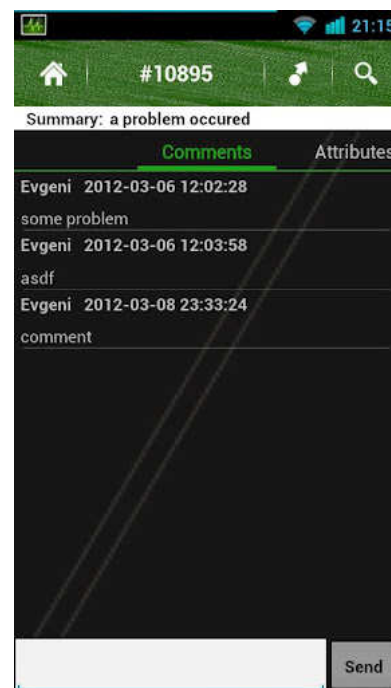 21:15
#10895
Summary: a problem occured
Comments Attributes
Evgeni 2012-03-06 12:02:28
some problem
Evgeni 2012-03-06 12:03:58
asdf
Evgeni 2012-03-08 23:33:24
comment
Send